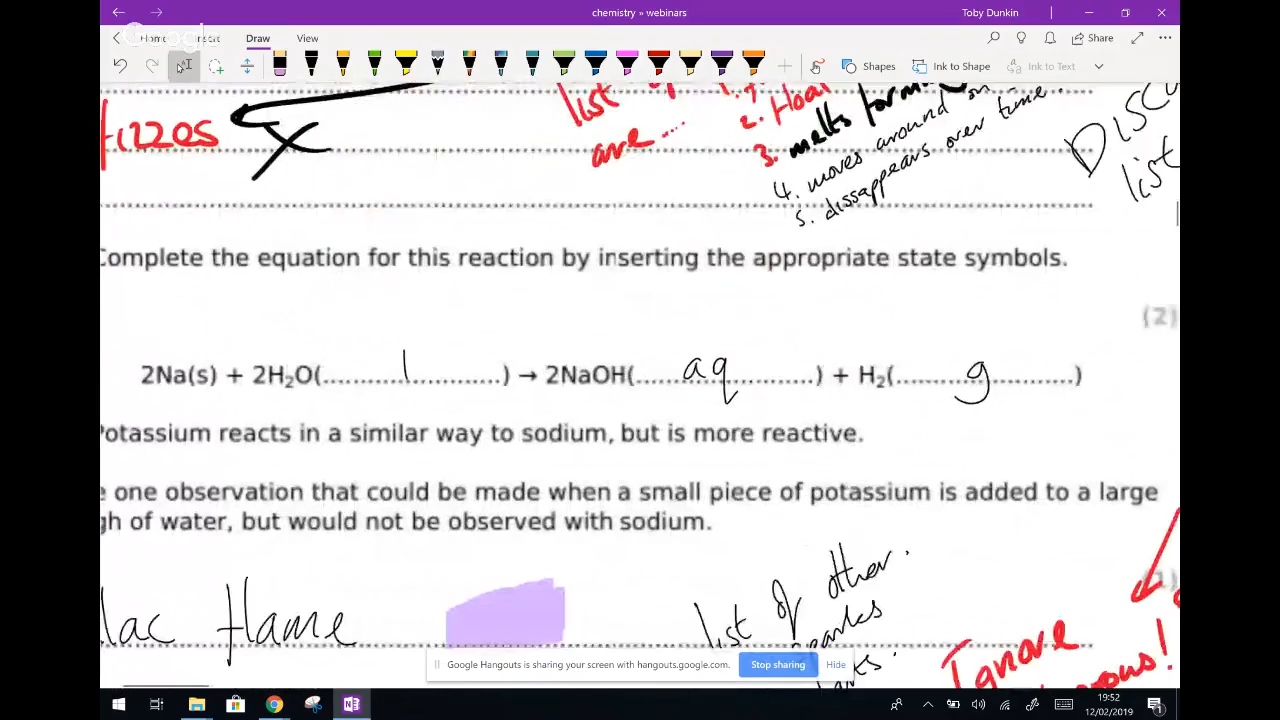 chemistry » webinars
Toby Dunkin
Google
Home
Insert
Draw
View
Share
Shapes
Ink to Shape
Ink to Text
fizzes
list
are ....
2. float
3. melts
4. moves around on
5. dissappears over time.
list
Complete the equation for this reaction by inserting the appropriate state symbols.
(2)
2Na(s) + 2H₂O(............l............) → 2NaOH(........aq............) + H₂(..........g............)
Potassium reacts in a similar way to sodium, but is more reactive.
e one observation that could be made when a small piece of potassium is added to a large
gh of water, but would not be observed with sodium.
(1)
lac flame
list of other
Ignore
Google Hangouts is sharing your screen with hangouts.google.com.
Stop sharing
Hide
19:52
12/02/2019